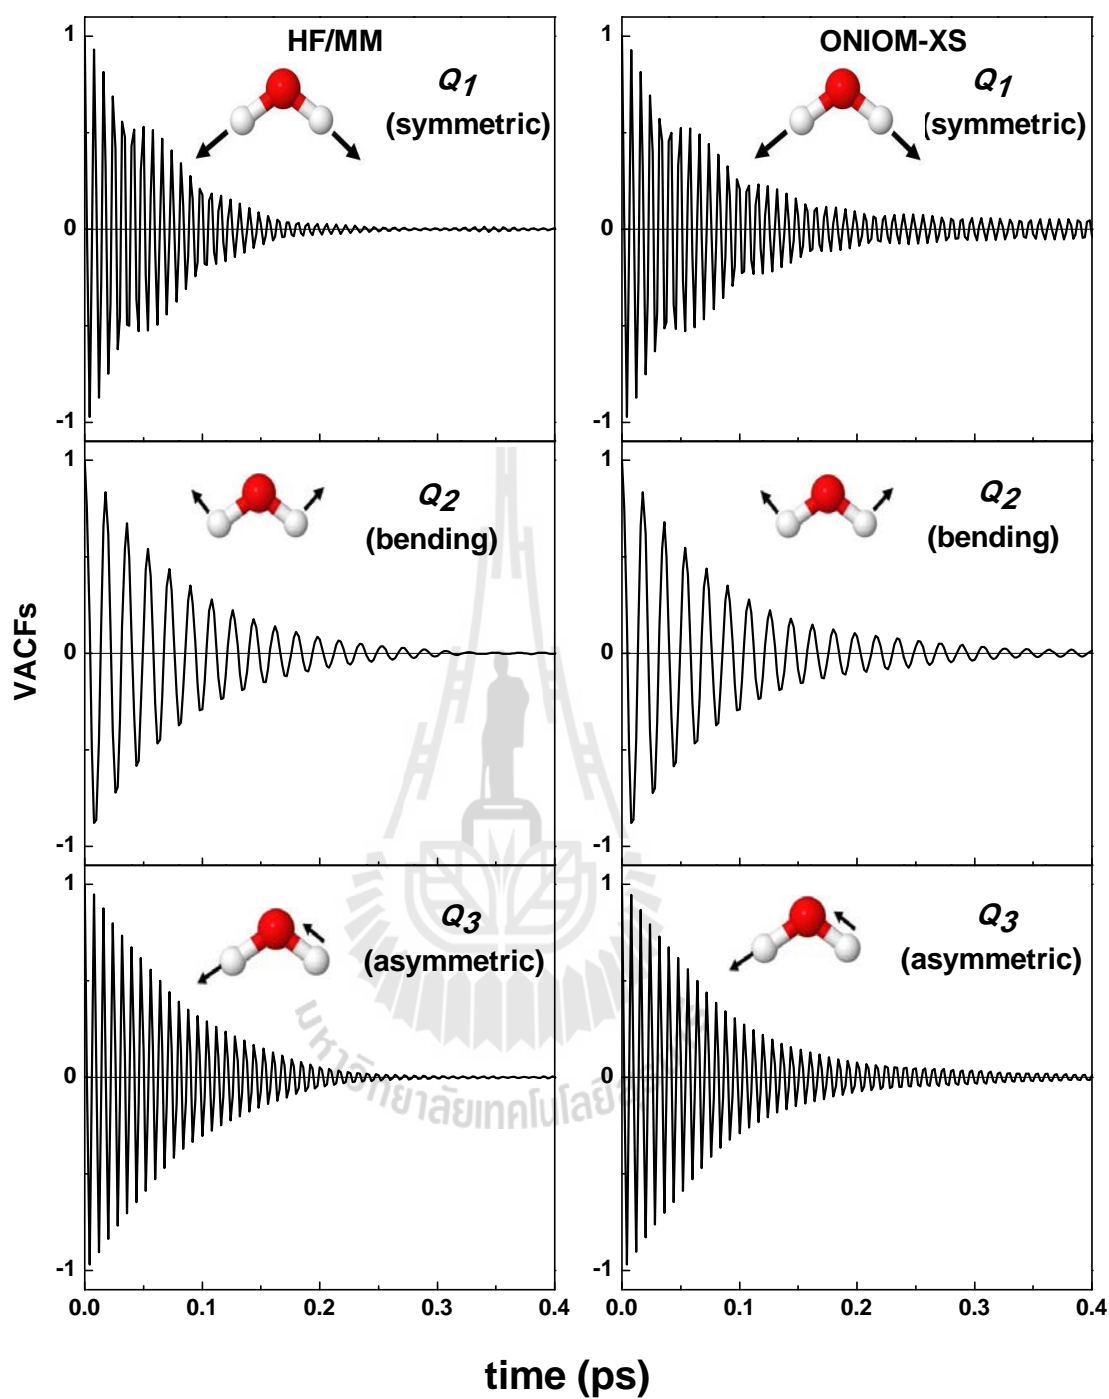 HF/MM
ONIOM-XS
Q1
(symmetric)
Q1
(symmetric)
1
0
-1
1
0
-1
Q2
(bending)
Q2
(bending)
1
0
-1
1
0
-1
Q3
(asymmetric)
Q3
(asymmetric)
1
0
-1
1
0
-1
VACFs
0.0 0.1 0.2 0.3 0.4
0.0 0.1 0.2 0.3 0.4
time (ps)